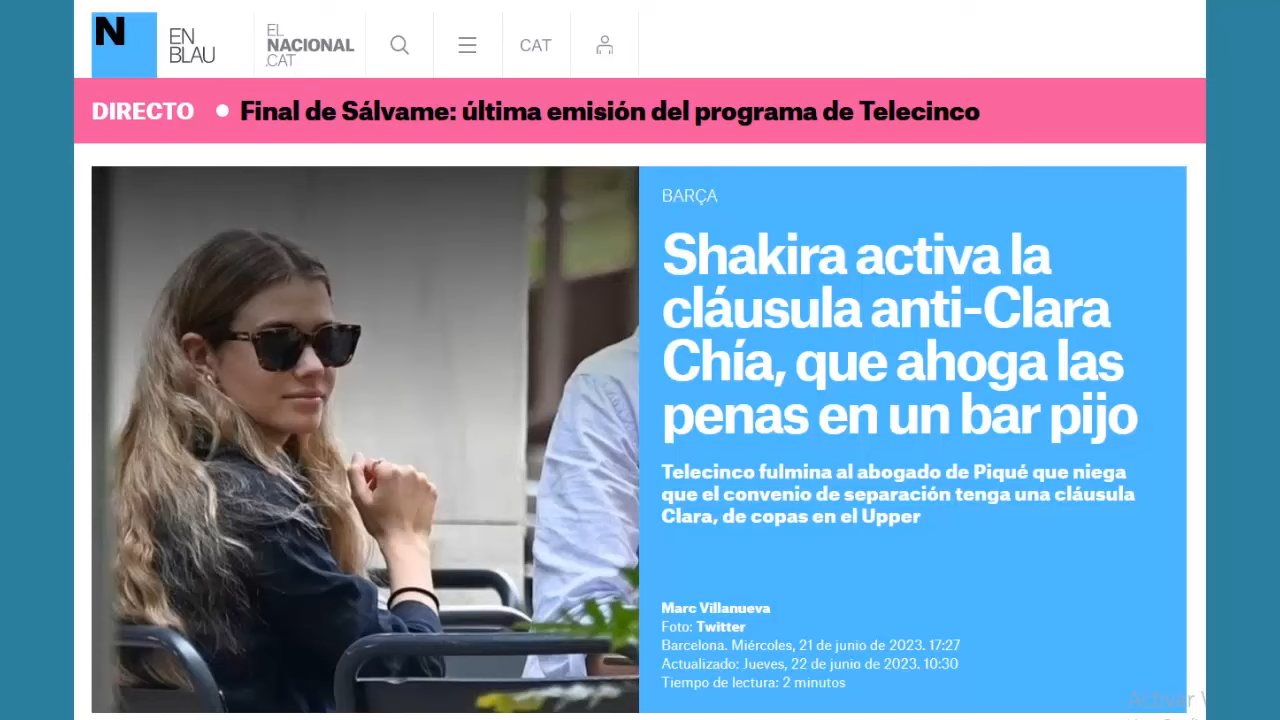 N
EN
BLAU
EL
NACIONAL
.CAT
CAT
DIRECTO Final de Sálvame: última emisión del programa de Telecinco
BARÇA
Shakira activa la
cláusula anti-Clara
Chía, que ahoga las
penas en un bar pijo
Telecinco fulmina al abogado de Piqué que niega
que el convenio de separación tenga una cláusula
Clara, de copas en el Upper
Marc Villanueva
Foto: Twitter
Barcelona. Miércoles, 21 de junio de 2023. 17:27
Actualizado: Jueves, 22 de junio de 2023. 10:30
Tiempo de lectura: 2 minutos
Activar